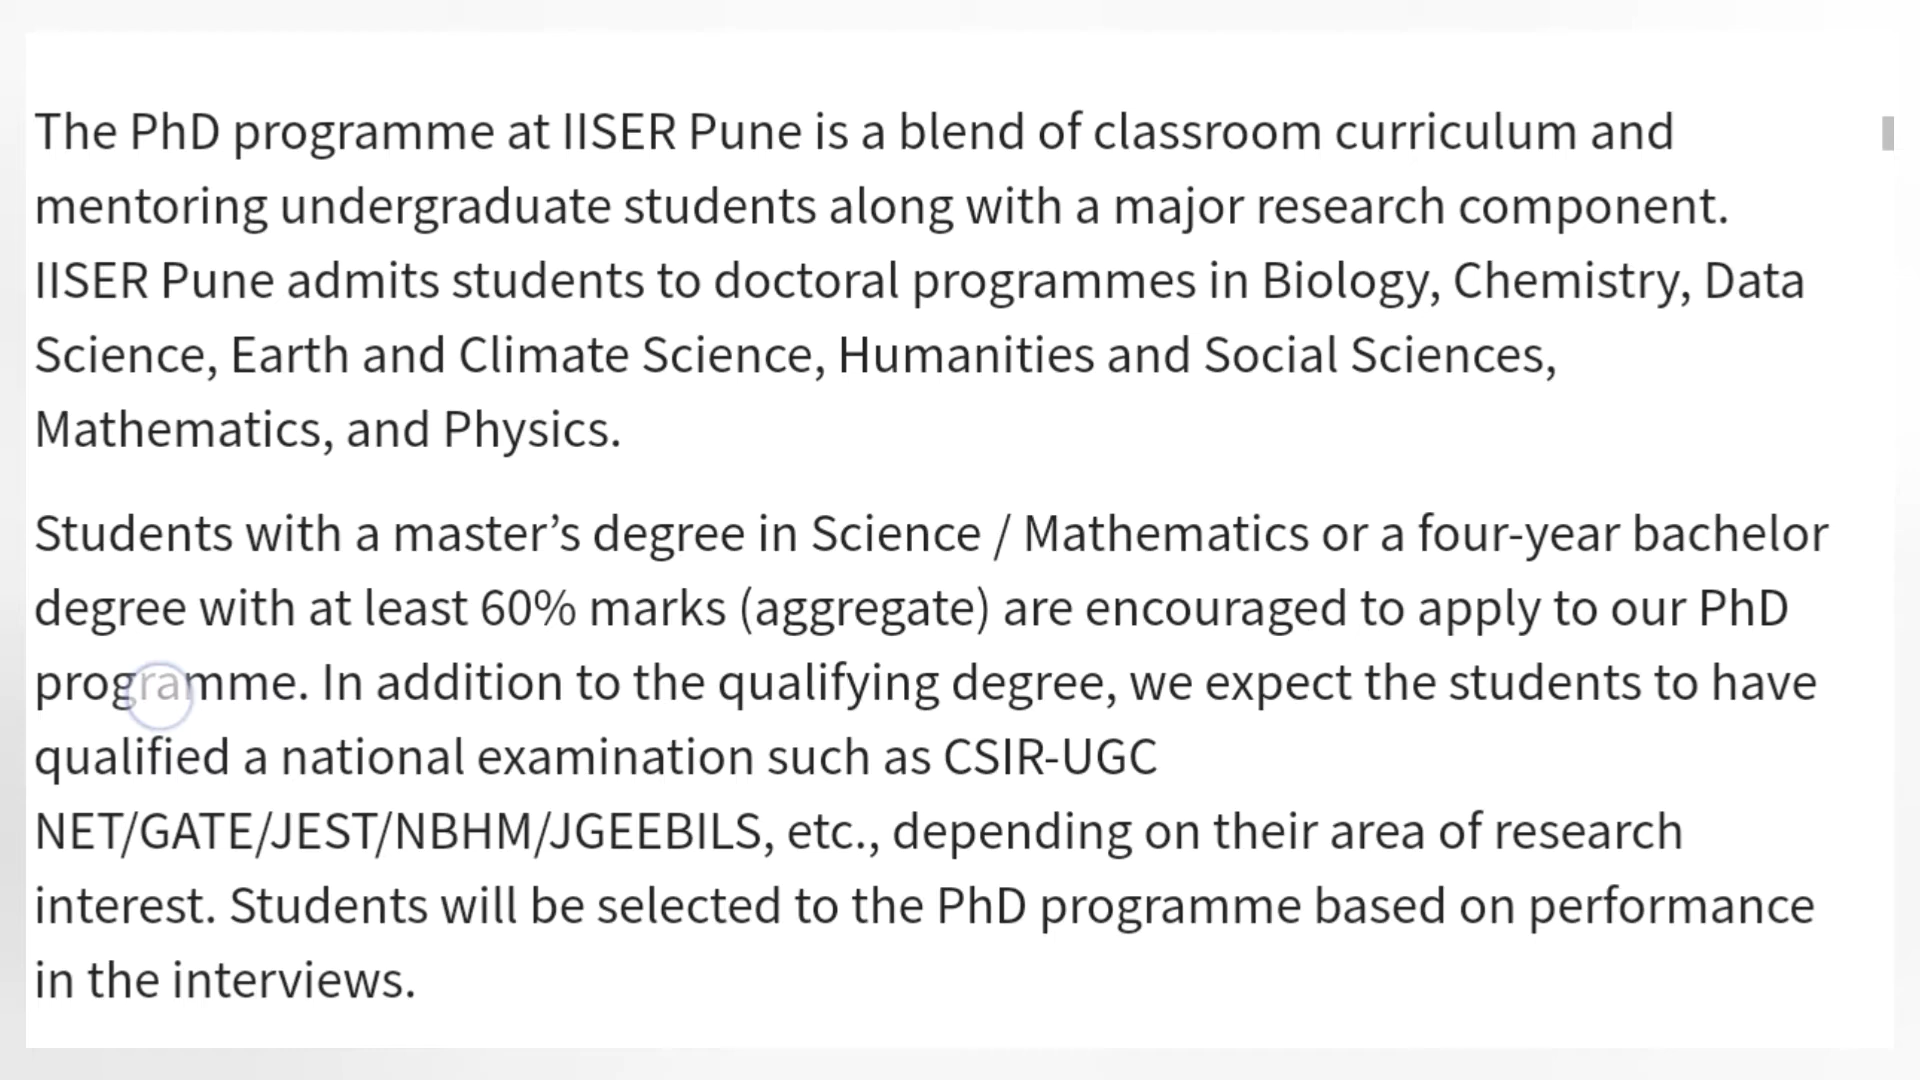 The PhD programme at IISER Pune is a blend of classroom curriculum and
mentoring undergraduate students along with a major research component.
IISER Pune admits students to doctoral programmes in Biology, Chemistry, Data
Science, Earth and Climate Science, Humanities and Social Sciences,
Mathematics, and Physics.
Students with a master’s degree in Science / Mathematics or a four-year bachelor
degree with at least 60% marks (aggregate) are encouraged to apply to our PhD
programme. In addition to the qualifying degree, we expect the students to have
qualified a national examination such as CSIR-UGC
NET/GATE/JEST/NBHM/JGEEBILS, etc., depending on their area of research
interest. Students will be selected to the PhD programme based on performance
in the interviews.